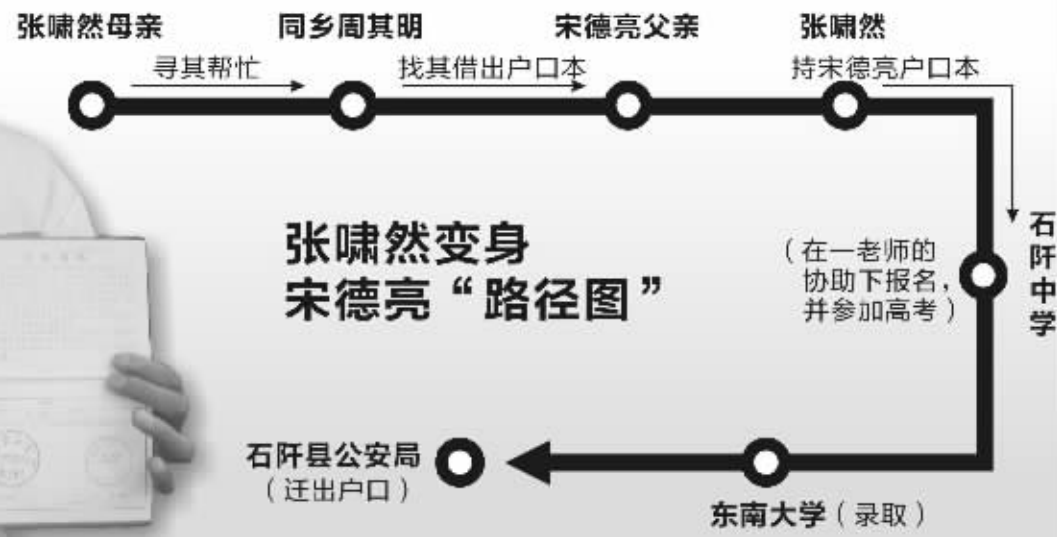 张啸然母亲
同乡周其明
宋德亮父亲
张啸然
寻其帮忙
找其借出户口本
持宋德亮户口本
张啸然变身
宋德亮“路径图”
（在一老师的
协助下报名，
并参加高考）
石阡中学
石阡县公安局
（迁出户口）
东南大学（录取）